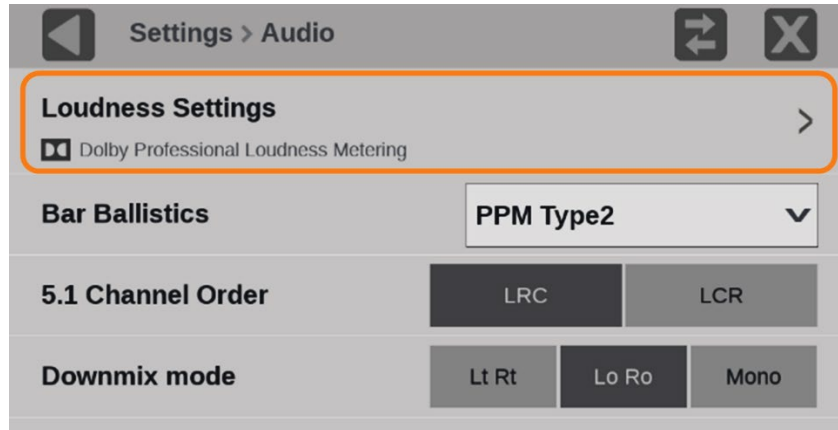 Settings > Audio
Loudness Settings
Dolby Professional Loudness Metering
Bar Ballistics
PPM Type2
5.1 Channel Order
LRC
LCR
Downmix mode
Lt Rt
Lo Ro
Mono